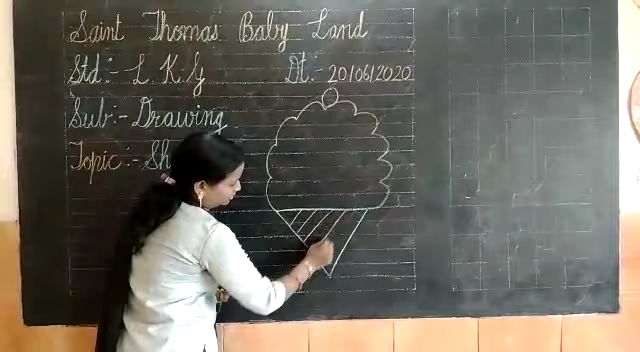 Saint Thomas Baby Land
Std:- L.K.G Dt.- 20/06/2020
Sub:- Drawing
Topic:- Sh